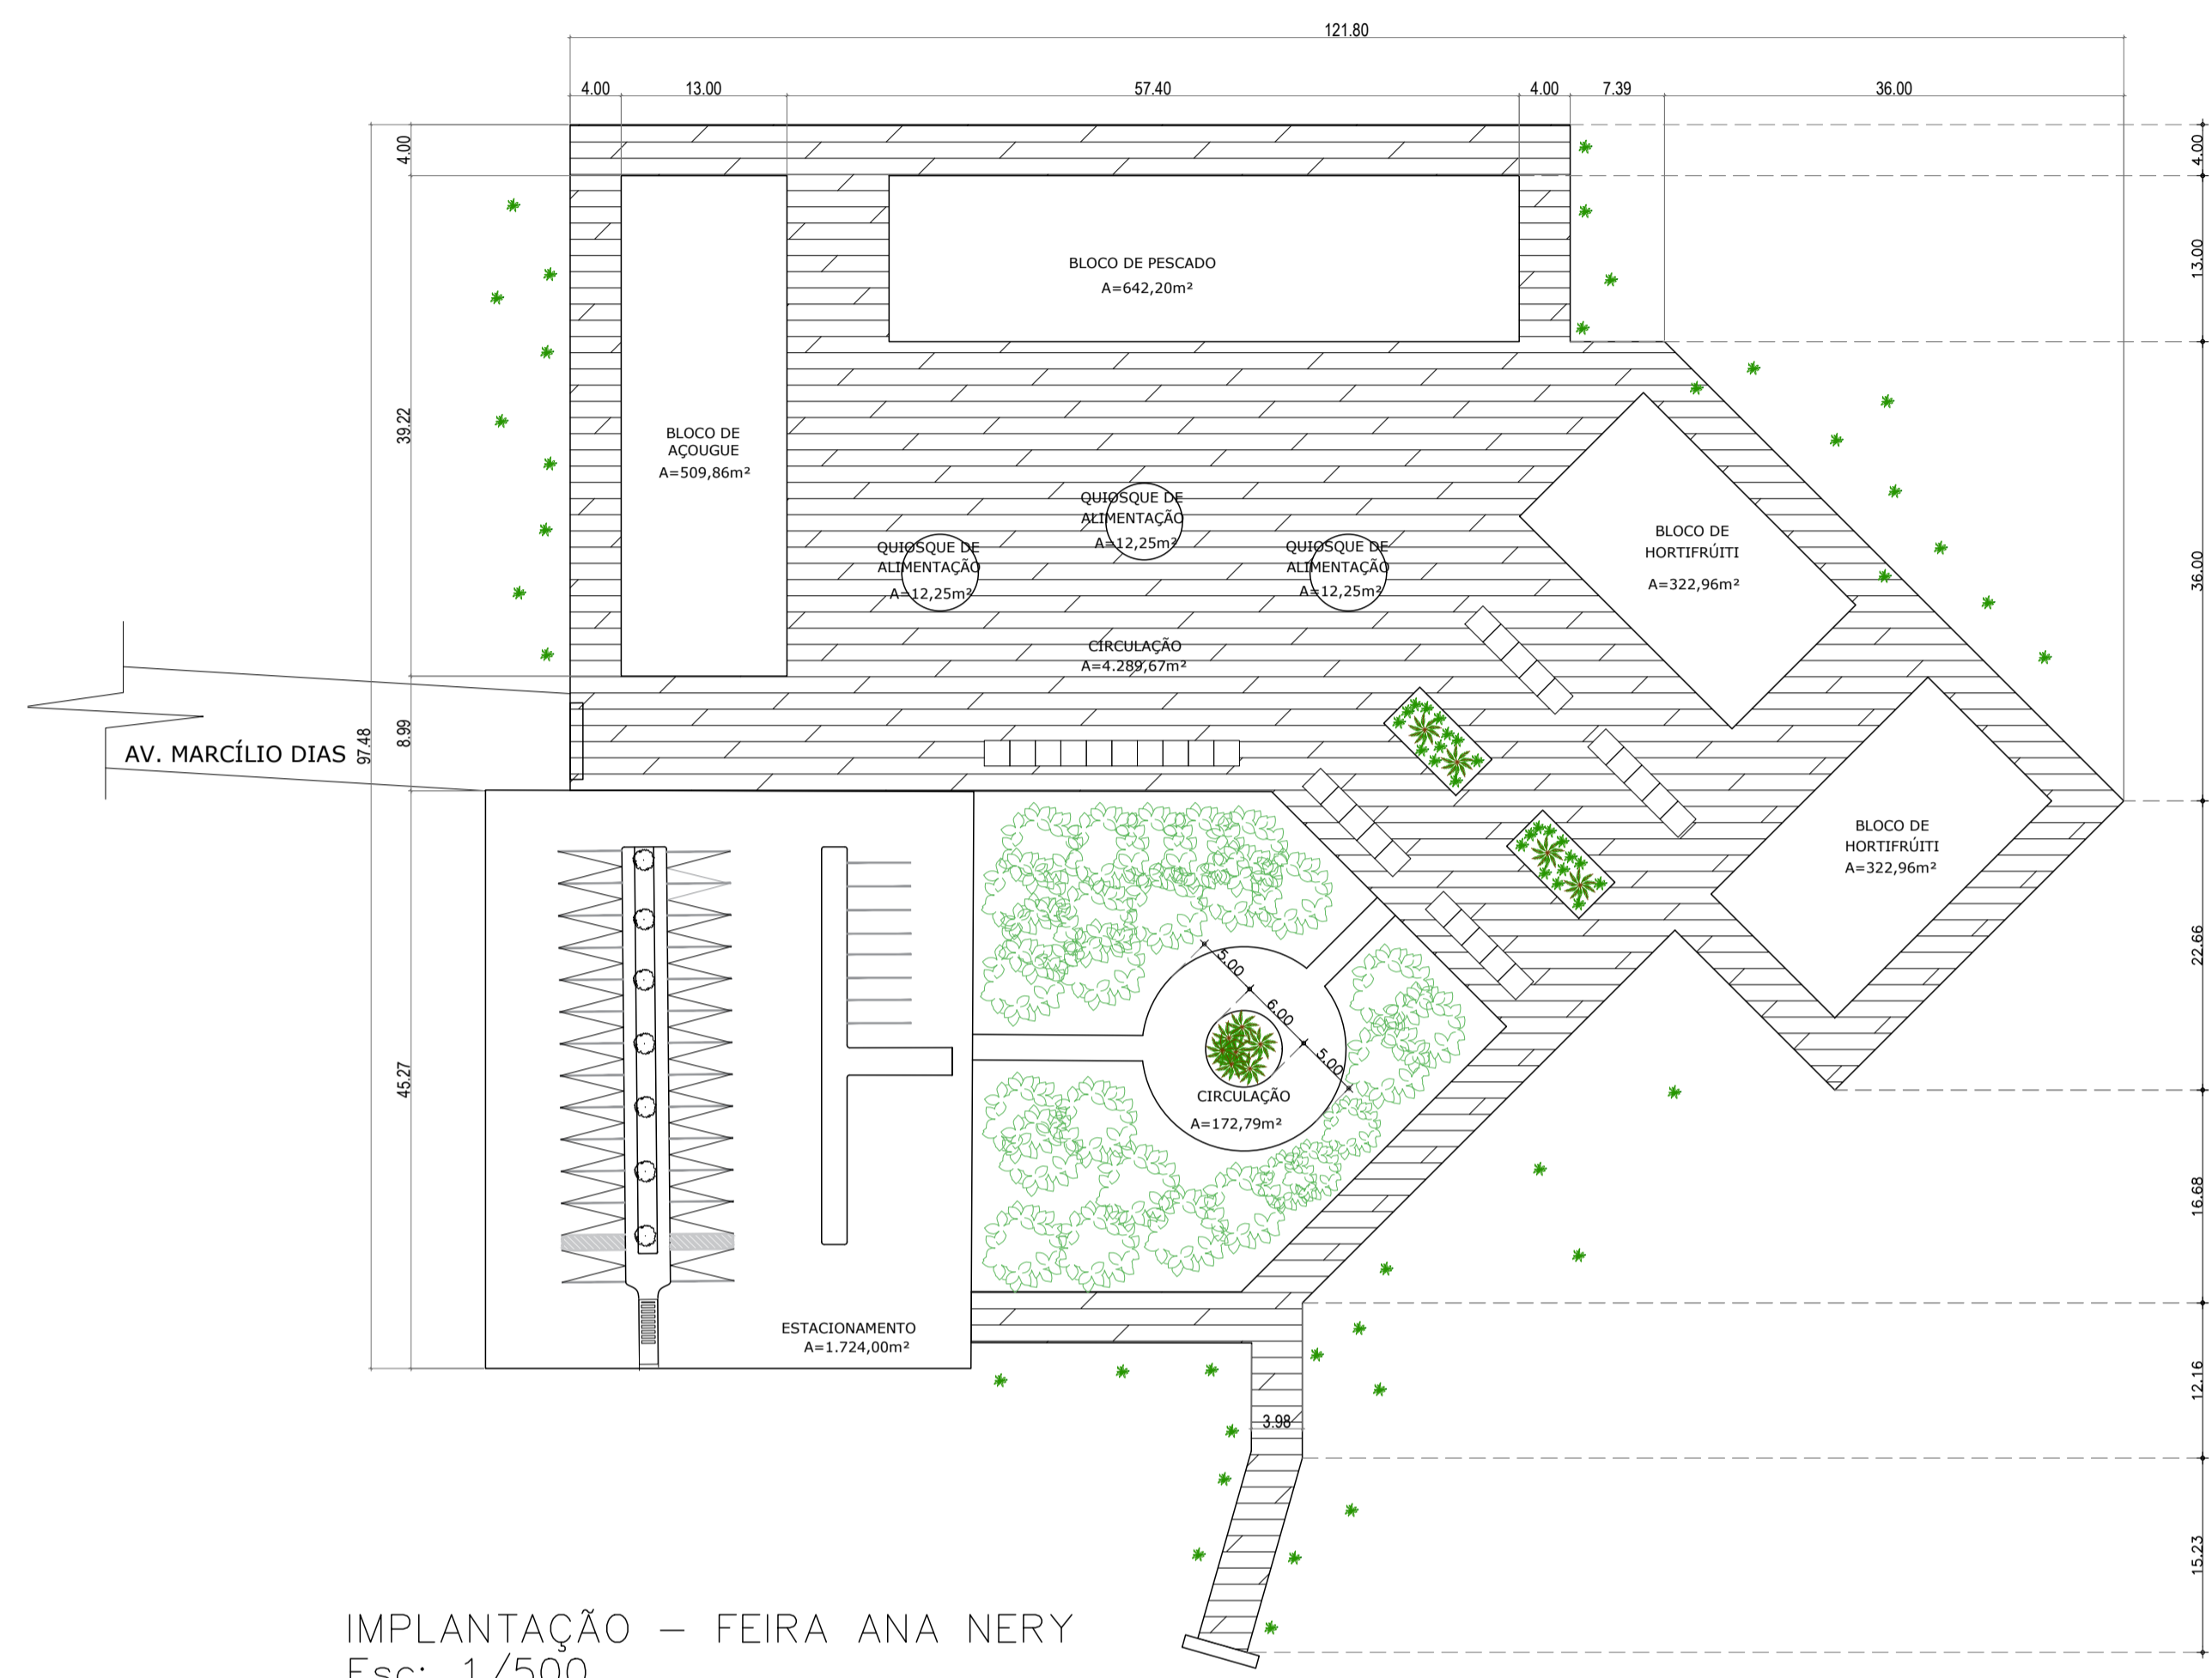 121.80
4.00
13.00
57.40
4.00
7.39
36.00
4.00
39.22
8.99
97.48
45.27
4.00
13.00
36.00
22.66
16.68
12.16
15.23
BLOCO DE PESCADO
A=642,20m²
BLOCO DE
AÇOUGUE
A=509,86m²
QUIOSQUE DE
ALIMENTAÇÃO
A=12,25m²
QUIOSQUE DE
ALIMENTAÇÃO
A=12,25m²
QUIOSQUE DE
ALIMENTAÇÃO
A=12,25m²
BLOCO DE
HORTIFRÚITI
A=322,96m²
CIRCULAÇÃO
A=4.289,67m²
AV. MARCÍLIO DIAS
BLOCO DE
HORTIFRÚITI
A=322,96m²
5.00
6.00
5.00
CIRCULAÇÃO
A=172,79m²
ESTACIONAMENTO
A=1.724,00m²
3.98
IMPLANTAÇÃO – FEIRA ANA NERY
Esc: 1/500